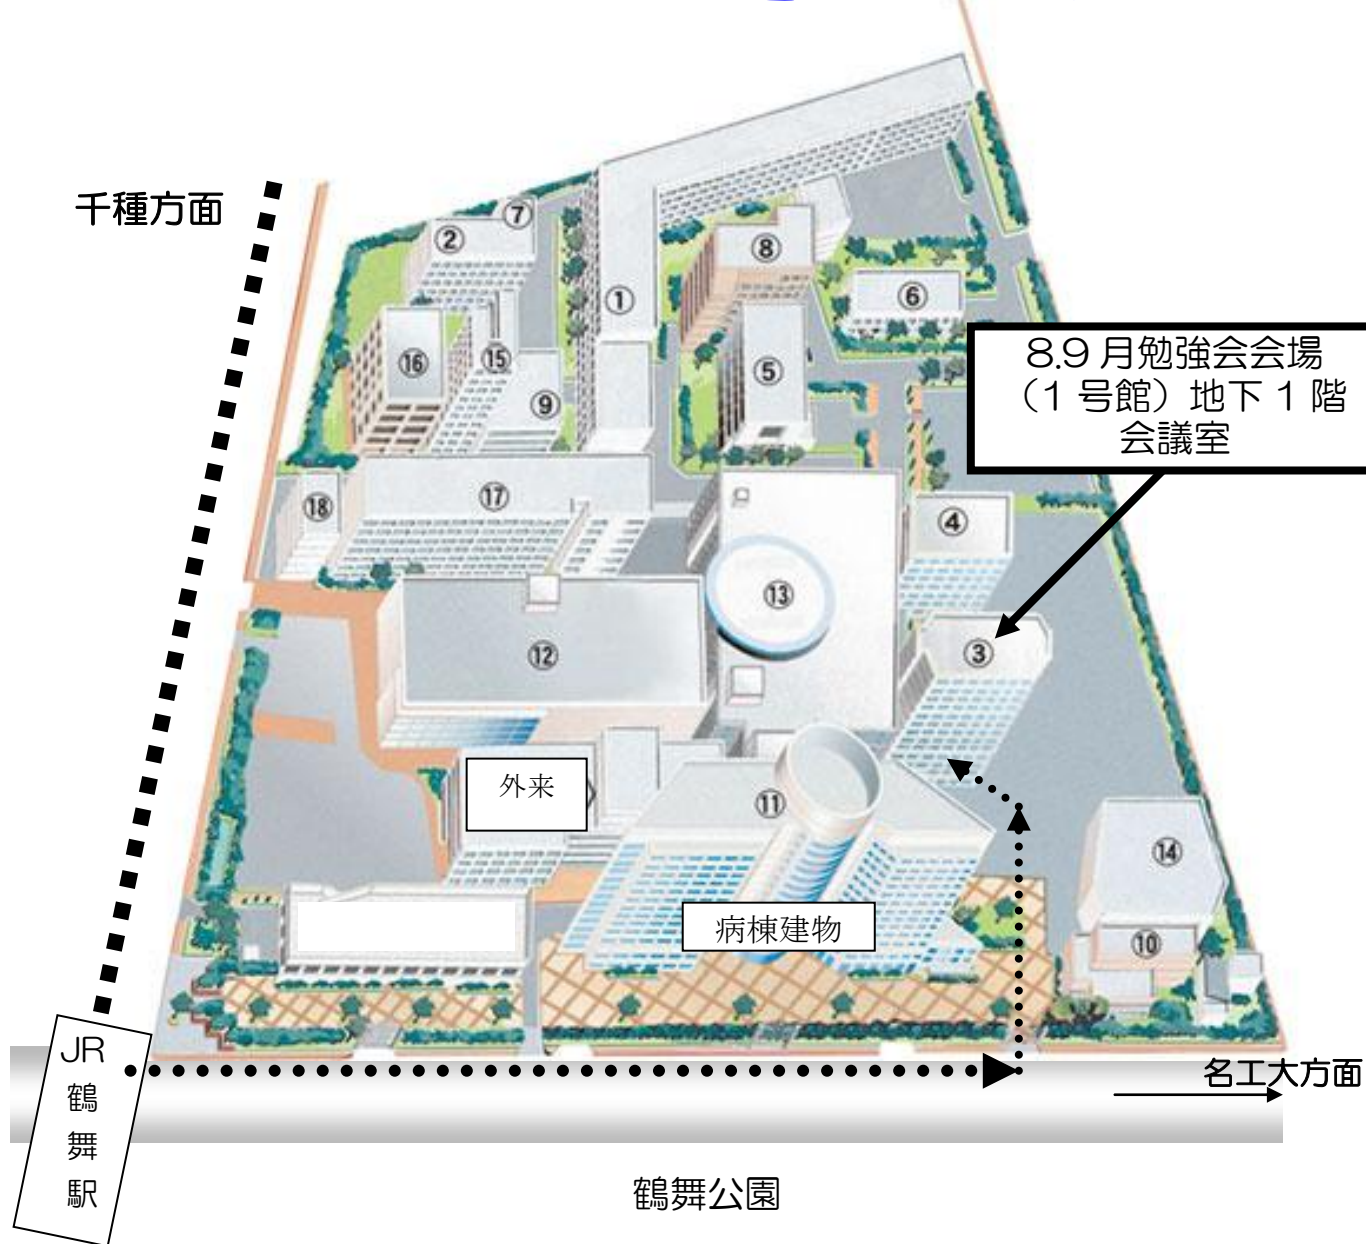 千種方面
⑦
②
⑧
①
⑥
⑯
⑮
⑤
⑨
8.9月勉強会会場
（1号館）地下1階
会議室
⑰
⑱
④
⑬
⑫
③
外来
⑪
⑭
病棟建物
⑩
JR
鶴
舞
駅
名工大方面
鶴舞公園